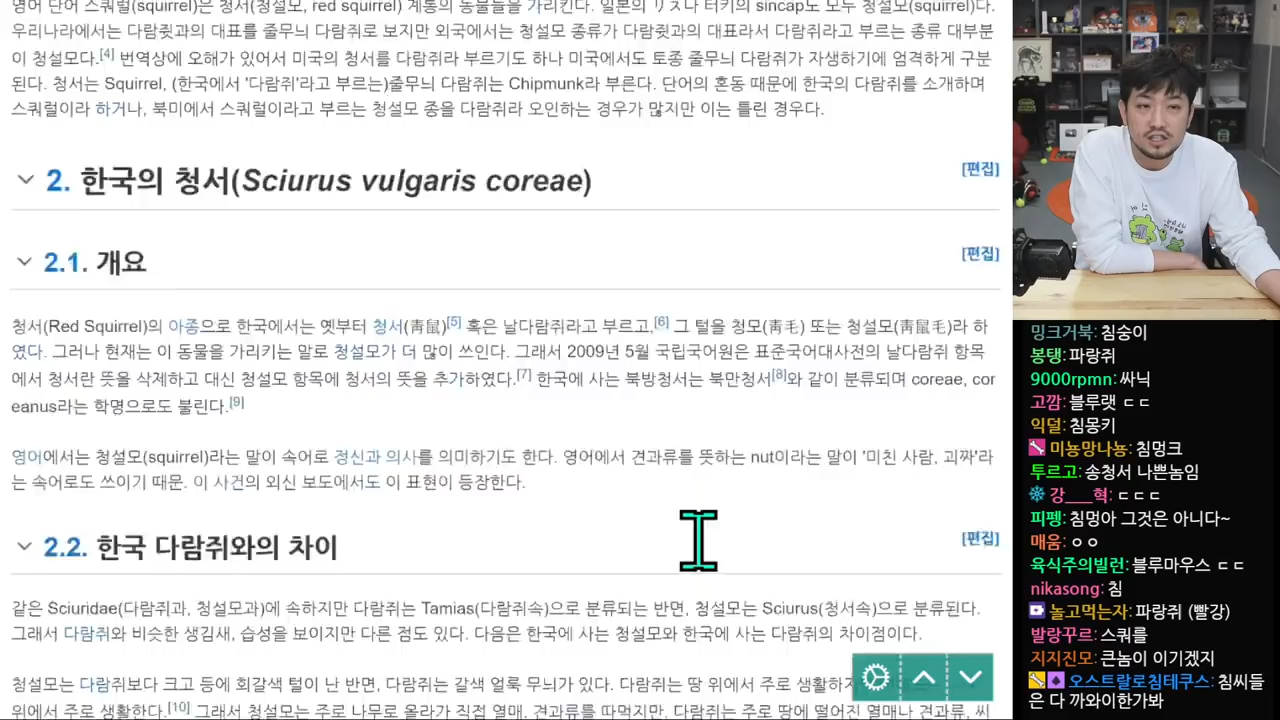 영어 단어 스쿼럴(squirrel)은 청서(청설모, red squirrel) 계통의 동물들을 가리킨다. 일본의 リス나 터키의 sincap도 모두 청설모(squirrel)다.
우리나라에서는 다람쥣과의 대표를 줄무늬 다람쥐로 보지만 외국에서는 청설모 종류가 다람쥣과의 대표라서 다람쥐라고 부르는 종류 대부분
이 청설모다.[4] 번역상에 오해가 있어서 미국의 청서를 다람쥐라 부르기도 하나 미국에서도 토종 줄무늬 다람쥐가 자생하기에 엄격하게 구분
된다. 청서는 Squirrel, (한국에서 '다람쥐'라고 부르는)줄무늬 다람쥐는 Chipmunk라 부른다. 단어의 혼동 때문에 한국의 다람쥐를 소개하며
스쿼럴이라 하거나, 북미에서 스쿼럴이라고 부르는 청설모 종을 다람쥐라 오인하는 경우가 많지만 이는 틀린 경우다.
2. 한국의 청서(Sciurus vulgaris coreae)
[편집]
2.1. 개요
[편집]
청서(Red Squirrel)의 아종으로 한국에서는 옛부터 청서(靑鼠)[5] 혹은 날다람쥐라고 부르고,[6] 그 털을 청모(靑毛) 또는 청설모(靑鼠毛)라 하
였다. 그러나 현재는 이 동물을 가리키는 말로 청설모가 더 많이 쓰인다. 그래서 2009년 5월 국립국어원은 표준국어대사전의 날다람쥐 항목
에서 청서란 뜻을 삭제하고 대신 청설모 항목에 청서의 뜻을 추가하였다.[7] 한국에 사는 북방청서는 북만청서[8]와 같이 분류되며 coreae, cor
eanus라는 학명으로도 불린다.[9]
영어에서는 청설모(squirrel)라는 말이 속어로 정신과 의사를 의미하기도 한다. 영어에서 견과류를 뜻하는 nut이라는 말이 '미친 사람, 괴짜'라
는 속어로도 쓰이기 때문. 이 사건의 외신 보도에서도 이 표현이 등장한다.
2.2. 한국 다람쥐와의 차이
[편집]
같은 Sciuridae(다람쥐과, 청설모과)에 속하지만 다람쥐는 Tamias(다람쥐속)으로 분류되는 반면, 청설모는 Sciurus(청서속)으로 분류된다.
그래서 다람쥐와 비슷한 생김새, 습성을 보이지만 다른 점도 있다. 다음은 한국에 사는 청설모와 한국에 사는 다람쥐의 차이점이다.
청설모는 다람쥐보다 크고 등에 회갈색 털이 난 반면, 다람쥐는 갈색 얼룩 무늬가 있다. 다람쥐는 땅 위에서 주로 생활하지
위에서 주로 생활한다.[10] 그래서 청설모는 주로 나무로 올라가 직접 열매, 견과류를 따먹지만, 다람쥐는 주로 땅에 떨어진 열매나 견과류, 씨
밍크거북: 침숭이
봉탱: 파랑쥐
9000rpmn: 싸닉
고깜: 블루랫 ㄷㄷ
익덜: 침몽키
미뇽망나뇽: 침멍크
투르고: 송청서 나쁜놈임
강___혁: ㄷㄷㄷ
피펭: 침멍아 그것은 아니다~
매움: ㅇㅇ
육식주의빌런: 블루마우스 ㄷㄷ
nikasong: 침
놀고먹는자: 파랑쥐 (빨강)
발랑꾸르: 스쿼를
지지진모: 큰놈이 이기겠지
오스트랄로침테쿠스: 침씨들
은 다 까와이한가봐